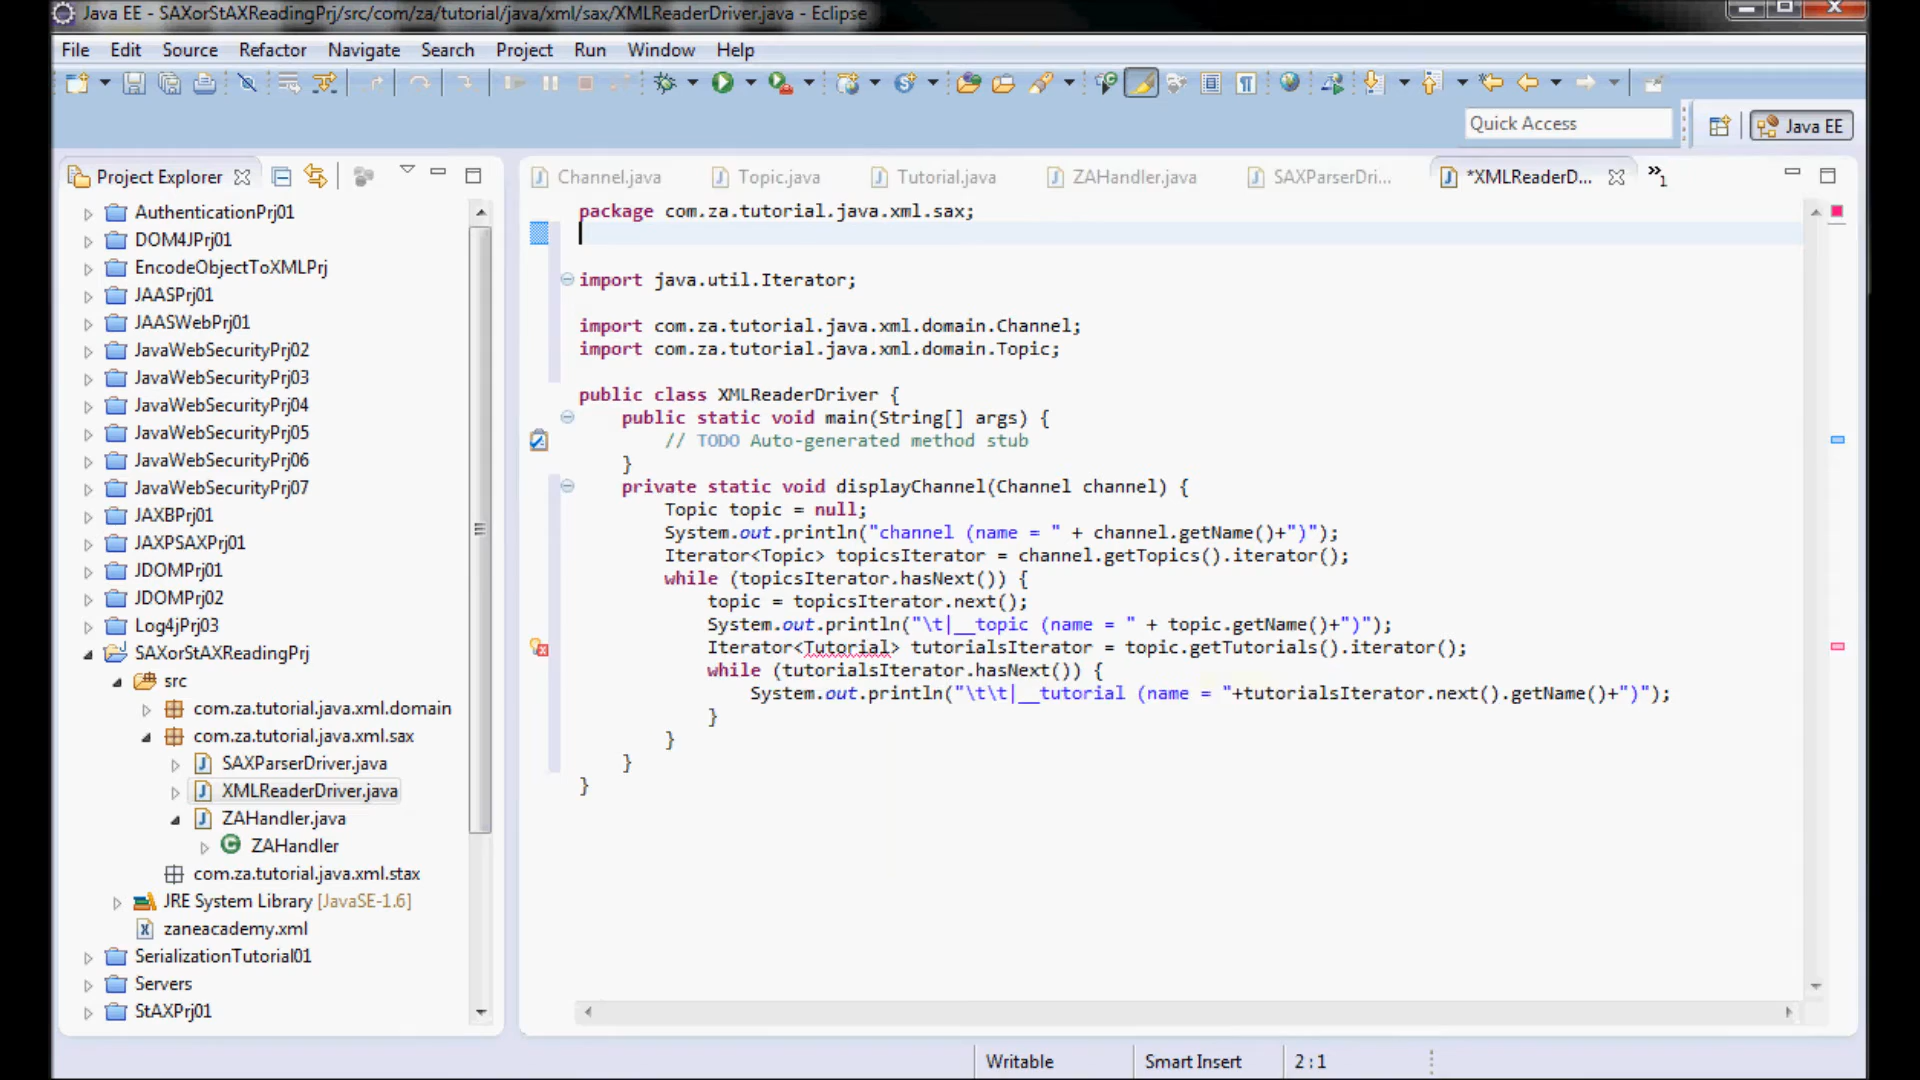 Java EE - SAXorStAXReadingPrj/src/com/za/tutorial/java/xml/sax/XMLReaderDriver.java - Eclipse
File Edit Source Refactor Navigate Search Project Run Window Help
Quick Access
Java EE
Project Explorer
AuthenticationPrj01
DOM4JPrj01
EncodeObjectToXMLPrj
JAASPrj01
JAASWebPrj01
JavaWebSecurityPrj02
JavaWebSecurityPrj03
JavaWebSecurityPrj04
JavaWebSecurityPrj05
JavaWebSecurityPrj06
JavaWebSecurityPrj07
JAXBPrj01
JAXPSAXPrj01
JDOMPrj01
JDOMPrj02
Log4jPrj03
SAXorStAXReadingPrj
src
com.za.tutorial.java.xml.domain
com.za.tutorial.java.xml.sax
SAXParserDriver.java
XMLReaderDriver.java
ZAHandler.java
ZAHandler
com.za.tutorial.java.xml.stax
JRE System Library [JavaSE-1.6]
zaneacademy.xml
SerializationTutorial01
Servers
StAXPrj01
Channel.java Topic.java Tutorial.java ZAHandler.java SAXParserDri... *XMLReaderD... »1
package com.za.tutorial.java.xml.sax;
import java.util.Iterator;
import com.za.tutorial.java.xml.domain.Channel;
import com.za.tutorial.java.xml.domain.Topic;
public class XMLReaderDriver {
public static void main(String[] args) {
// TODO Auto-generated method stub
}
private static void displayChannel(Channel channel) {
Topic topic = null;
System.out.println("channel (name = " + channel.getName()+")");
Iterator<Topic> topicsIterator = channel.getTopics().iterator();
while (topicsIterator.hasNext()) {
topic = topicsIterator.next();
System.out.println("\t|__topic (name = " + topic.getName()+")");
Iterator<Tutorial> tutorialsIterator = topic.getTutorials().iterator();
while (tutorialsIterator.hasNext()) {
System.out.println("\t\t|__tutorial (name = "+tutorialsIterator.next().getName()+")");
}
}
}
}
Writable Smart Insert 2 : 1